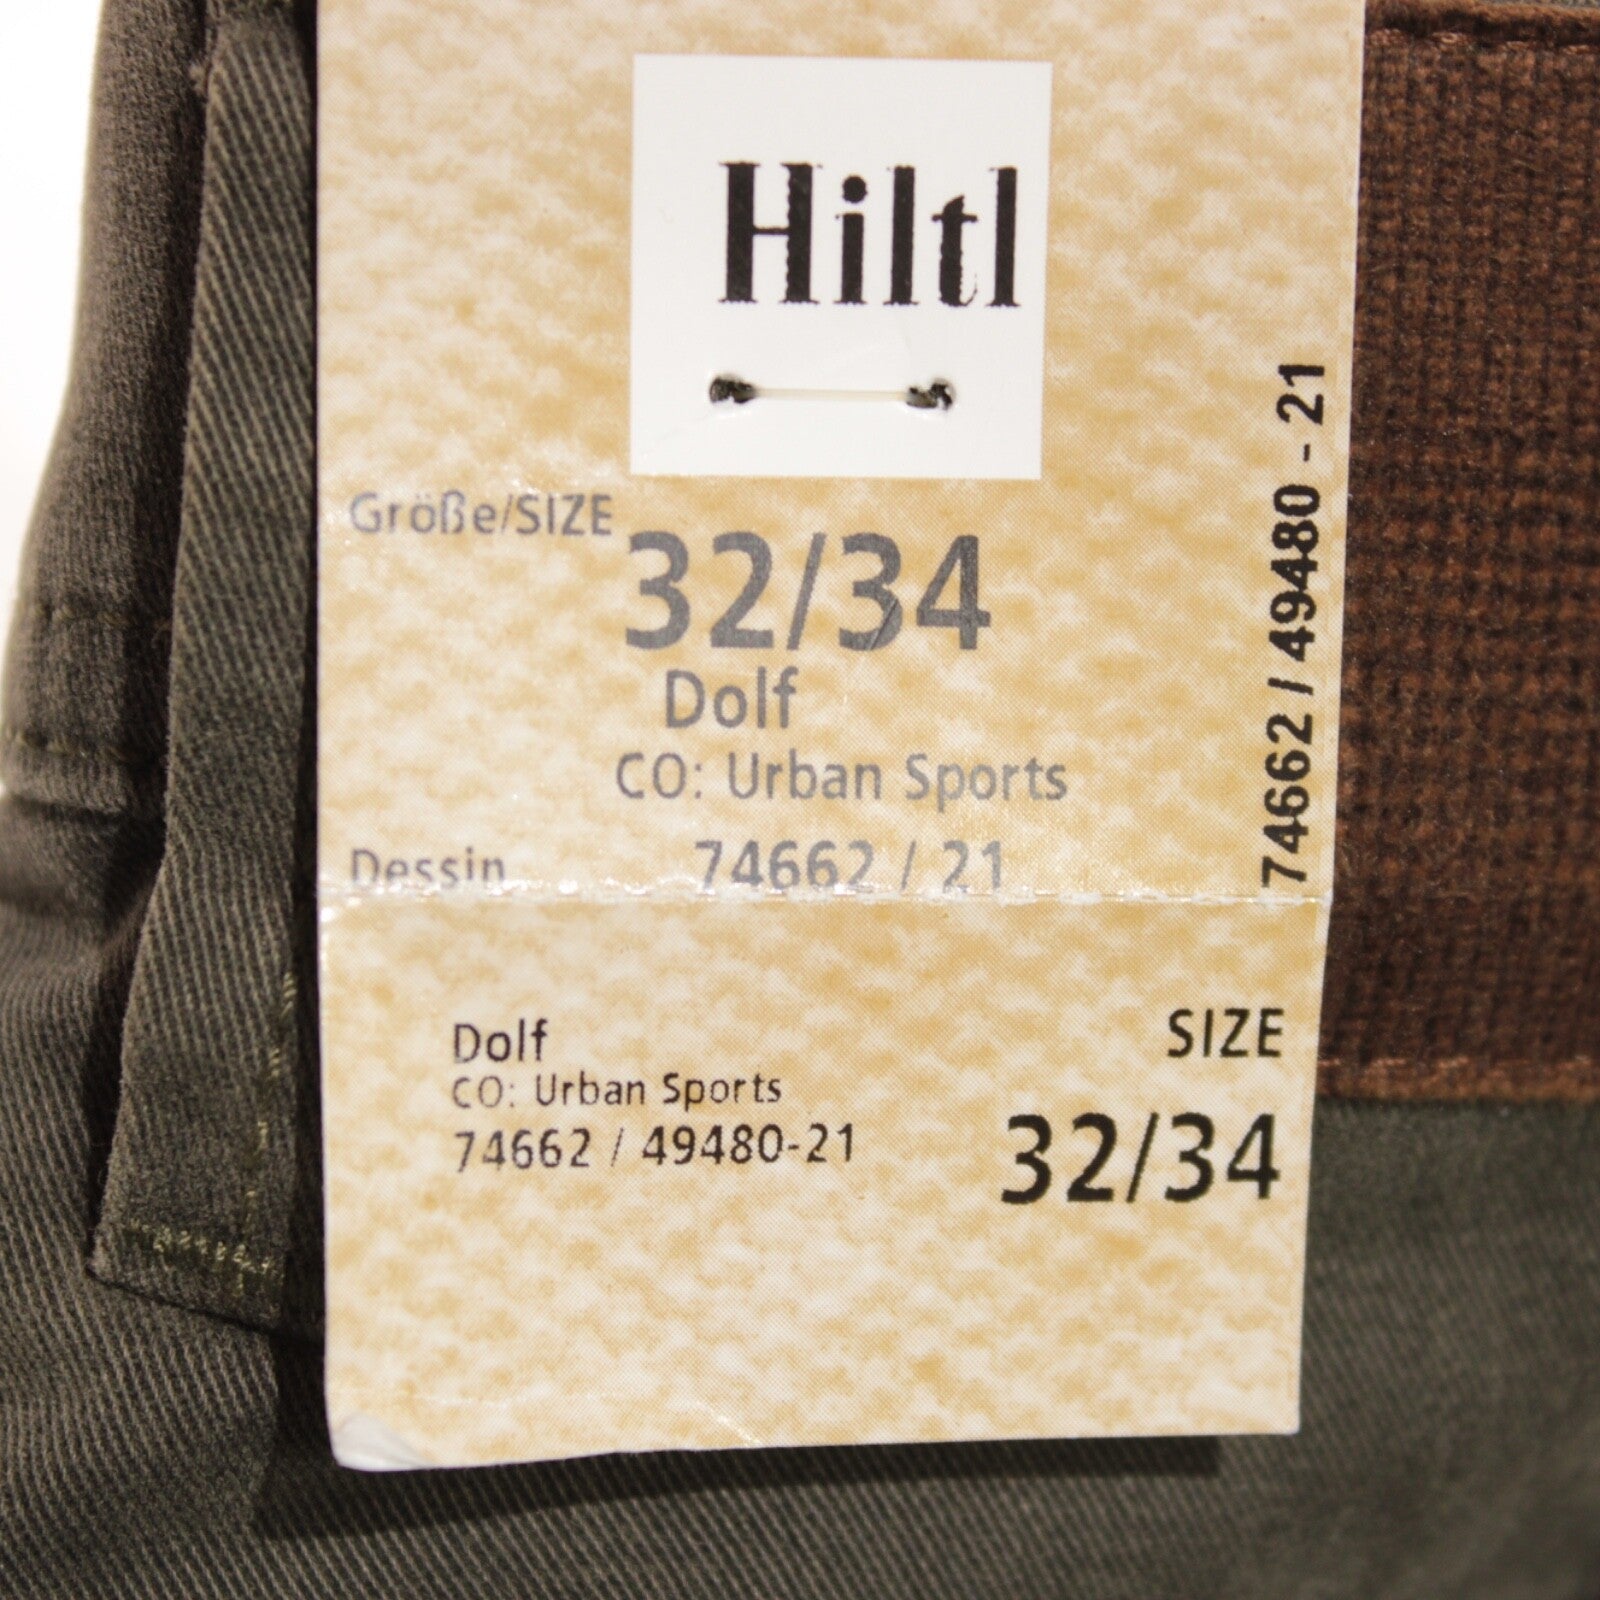 Hiltl
Größe/SIZE
32/34
Dolf
CO: Urban Sports
Dessin 74662 / 21
74662 / 49480 - 21
Dolf
CO: Urban Sports
74662 / 49480-21
SIZE
32/34